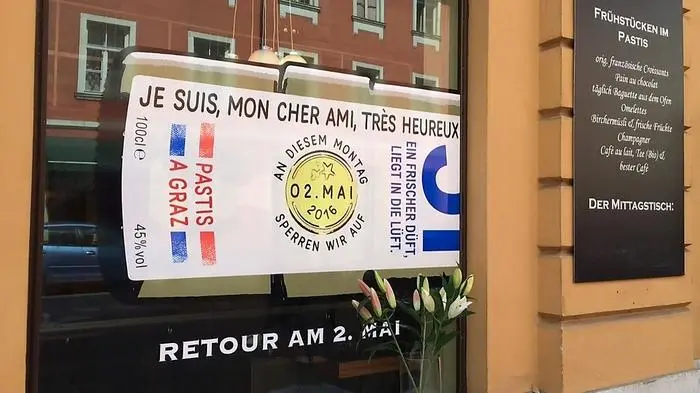 JE SUIS, MON CHER AMI, TRÈS HEUREUX
100cl e
45%vol
PASTIS
A GRAZ
AN DIESEM MONTAG
02. MAI
2016
SPERREN WIR AUF
EIN FRISCHER DÜFT,
LIEGT IN DIE LÜFT.
RETOUR AM 2. MAI
FRÜHSTÜCKEN IM
PASTIS
orig. französische Croissants
Pain au chocolat
täglich Baguette aus dem Ofen
Omelettes
Birchermüsli & frische Früchte
Champagner
Café au lait, Tee (Bio) &
bester Café
DER MITTAGSTISCH: